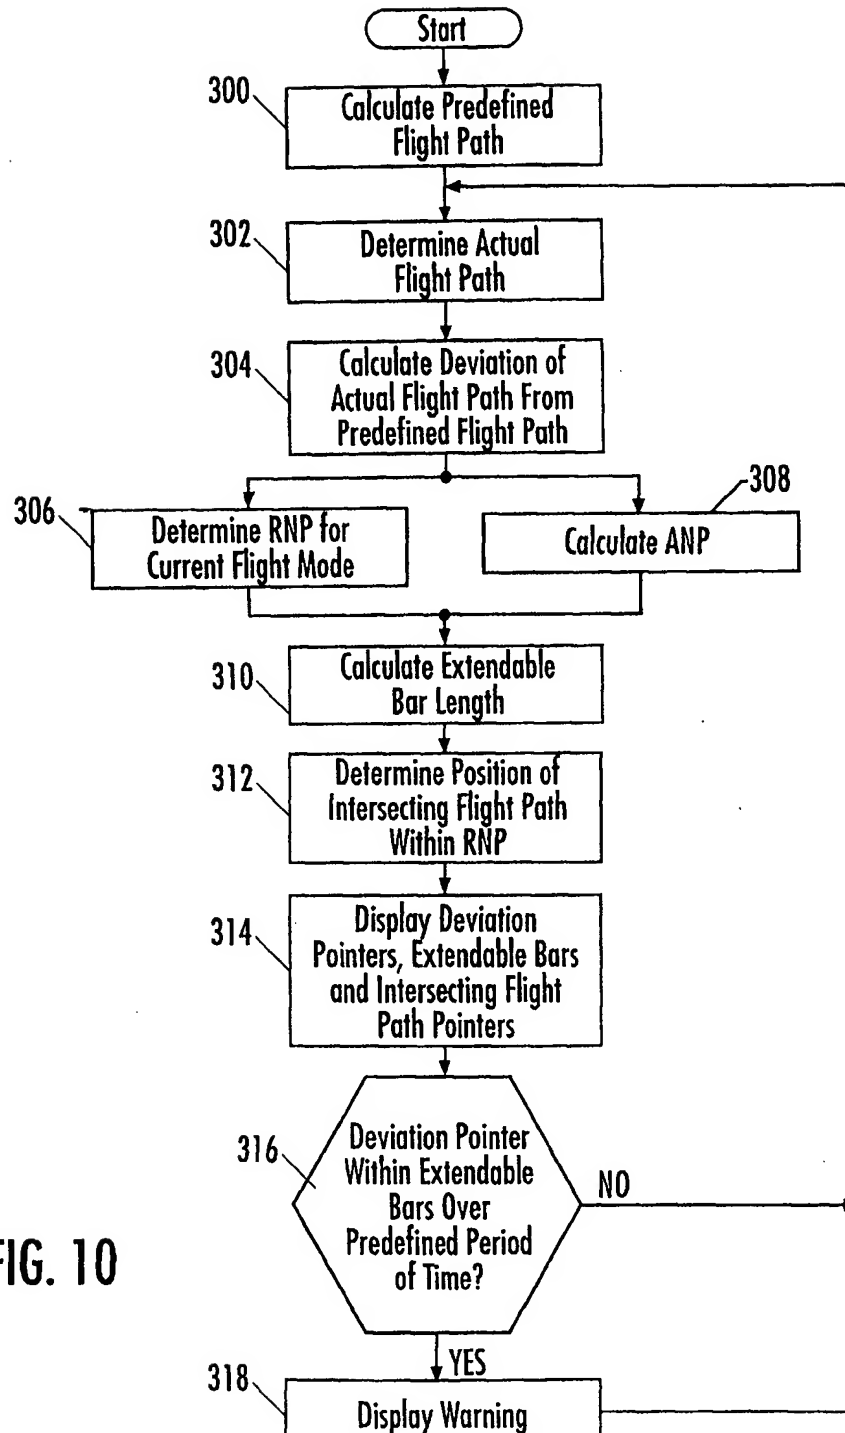 Start
300
Calculate Predefined
Flight Path
302
Determine Actual
Flight Path
304
Calculate Deviation of
Actual Flight Path From
Predefined Flight Path
306
Determine RNP for
Current Flight Mode
308
Calculate ANP
310
Calculate Extendable
Bar Length
312
Determine Position of
Intersecting Flight Path
Within RNP
314
Display Deviation
Pointers, Extendable Bars
and Intersecting Flight
Path Pointers
316
Deviation Pointer
Within Extendable
Bars Over
Predefined Period
of Time?
NO
FIG. 10
YES
318
Display Warning